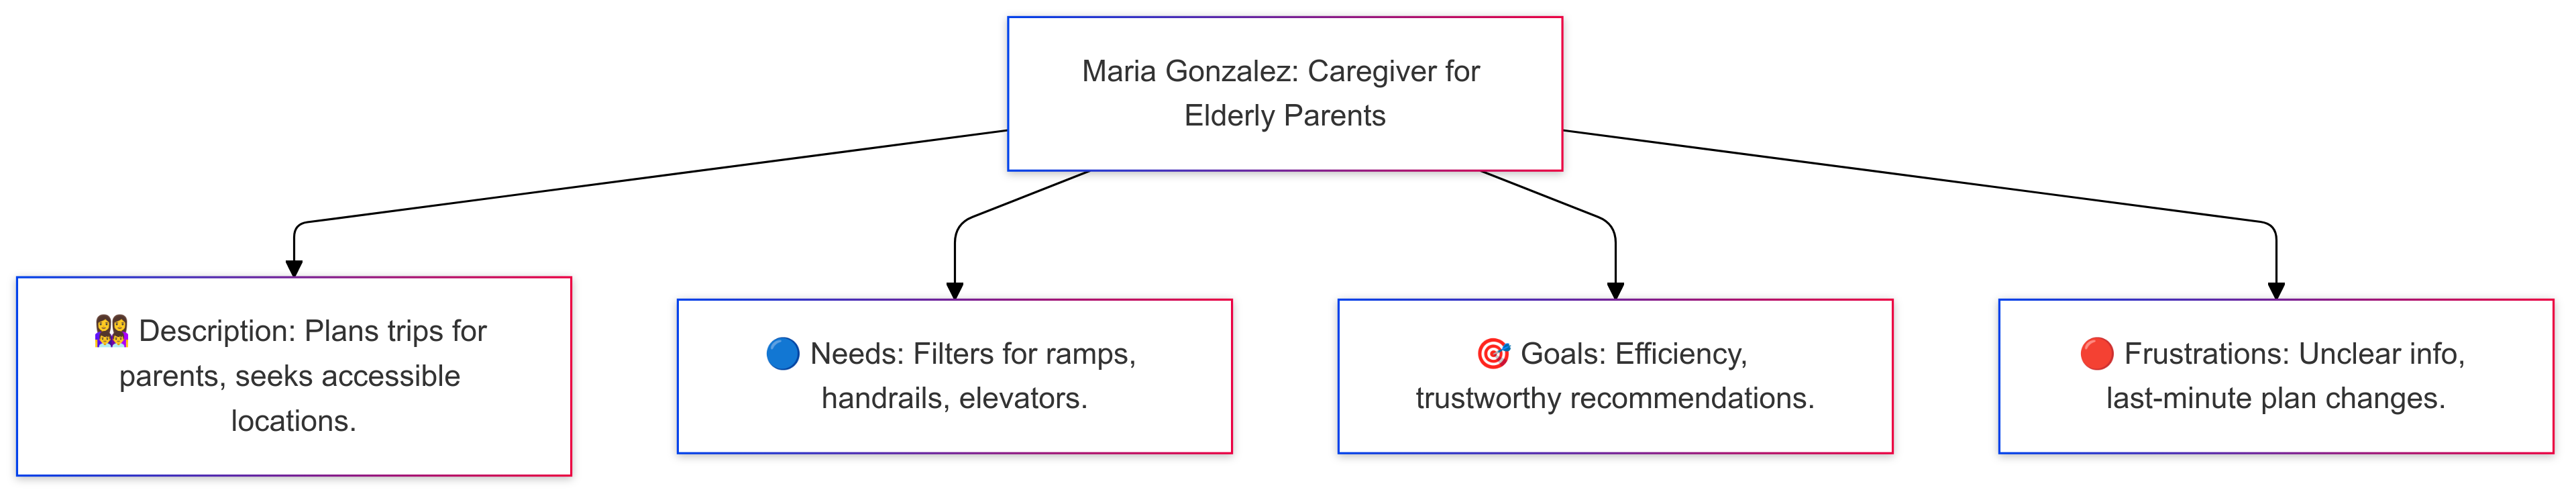 Maria Gonzalez: Caregiver for
Elderly Parents
👩‍👩‍👧‍👦 Description: Plans trips for
parents, seeks accessible
locations.
🔵 Needs: Filters for ramps,
handrails, elevators.
🎯 Goals: Efficiency,
trustworthy recommendations.
🔴 Frustrations: Unclear info,
last-minute plan changes.